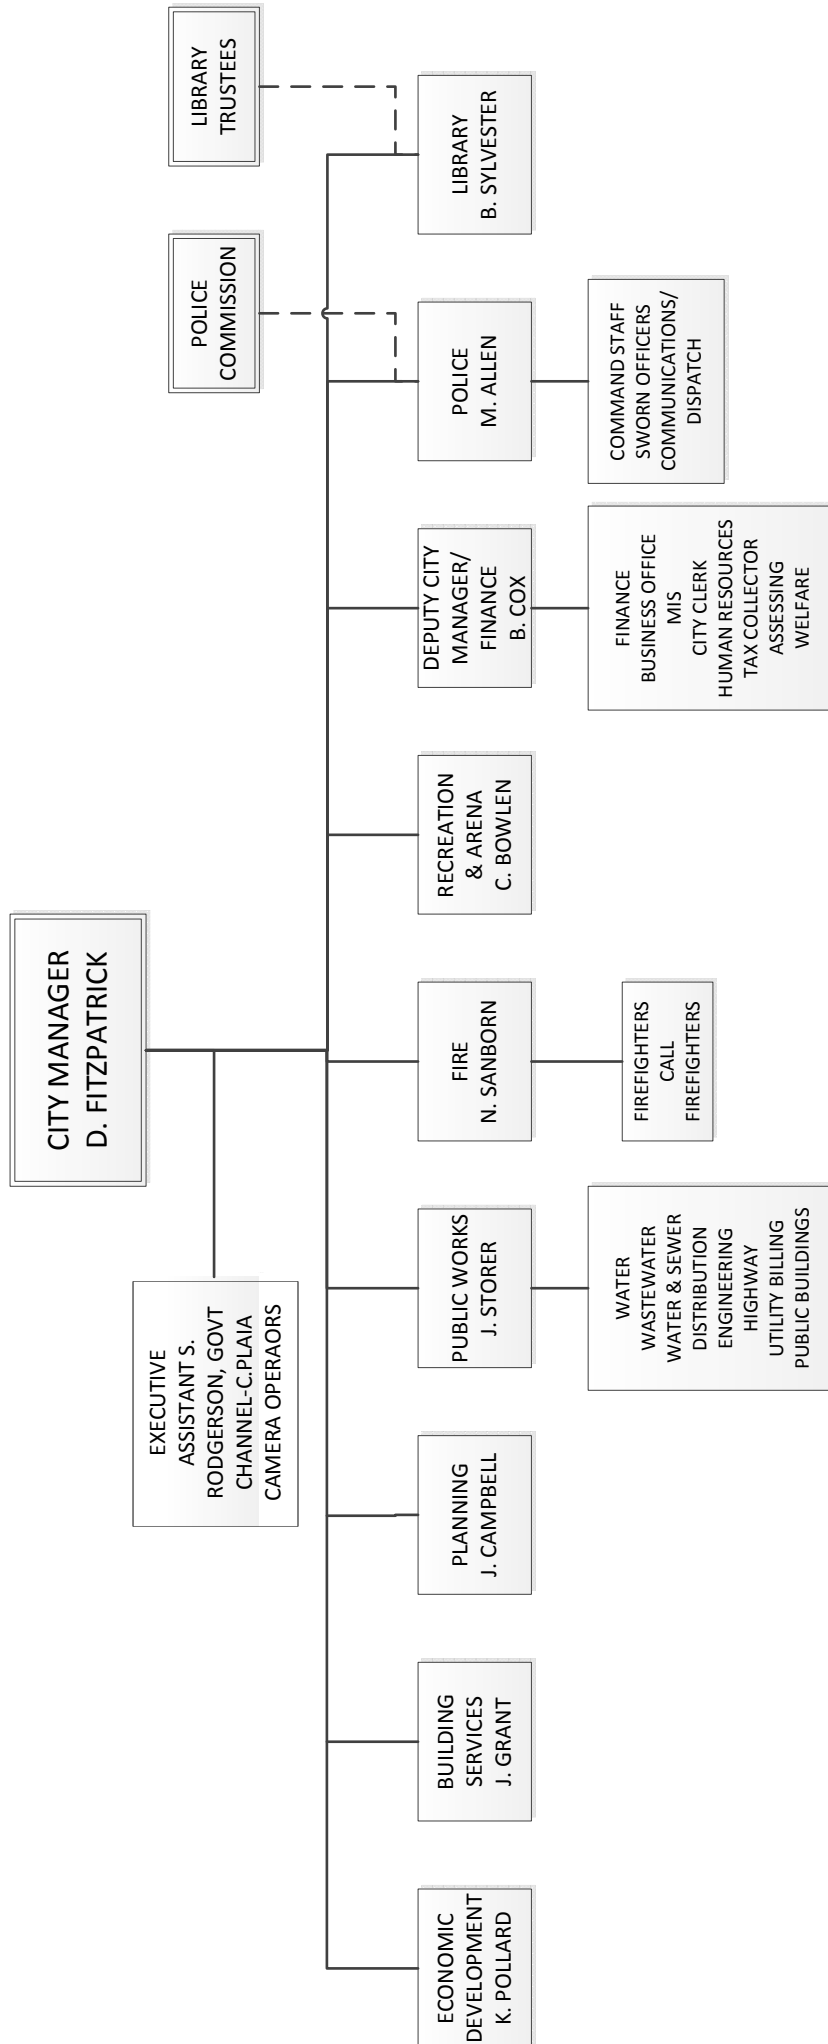 CITY MANAGER
D. FITZPATRICK
EXECUTIVE
ASSISTANT S.
RODGERSON, GOVT
CHANNEL-C.PLAIA
CAMERA OPERAORS
POLICE
COMMISSION
LIBRARY
TRUSTEES
ECONOMIC
DEVELOPMENT
K. POLLARD
BUILDING
SERVICES
J. GRANT
PLANNING
J. CAMPBELL
PUBLIC WORKS
J. STORER
FIRE
N. SANBORN
RECREATION
& ARENA
C. BOWLEN
DEPUTY CITY
MANAGER/
FINANCE
B. COX
POLICE
M. ALLEN
LIBRARY
B. SYLVESTER
WATER
WASTEWATER
WATER & SEWER
DISTRIBUTION
ENGINEERING
HIGHWAY
UTILITY BILLING
PUBLIC BUILDINGS
FIREFIGHTERS
CALL
FIREFIGHTERS
FINANCE
BUSINESS OFFICE
MIS
CITY CLERK
HUMAN RESOURCES
TAX COLLECTOR
ASSESSING
WELFARE
COMMAND STAFF
SWORN OFFICERS
COMMUNICATIONS/
DISPATCH